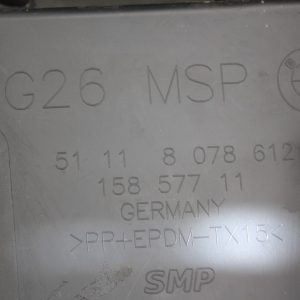 G26 MSP
51 11 8 078 612
158 577 11
GERMANY
>PP+EPDM-TX15<
SMP